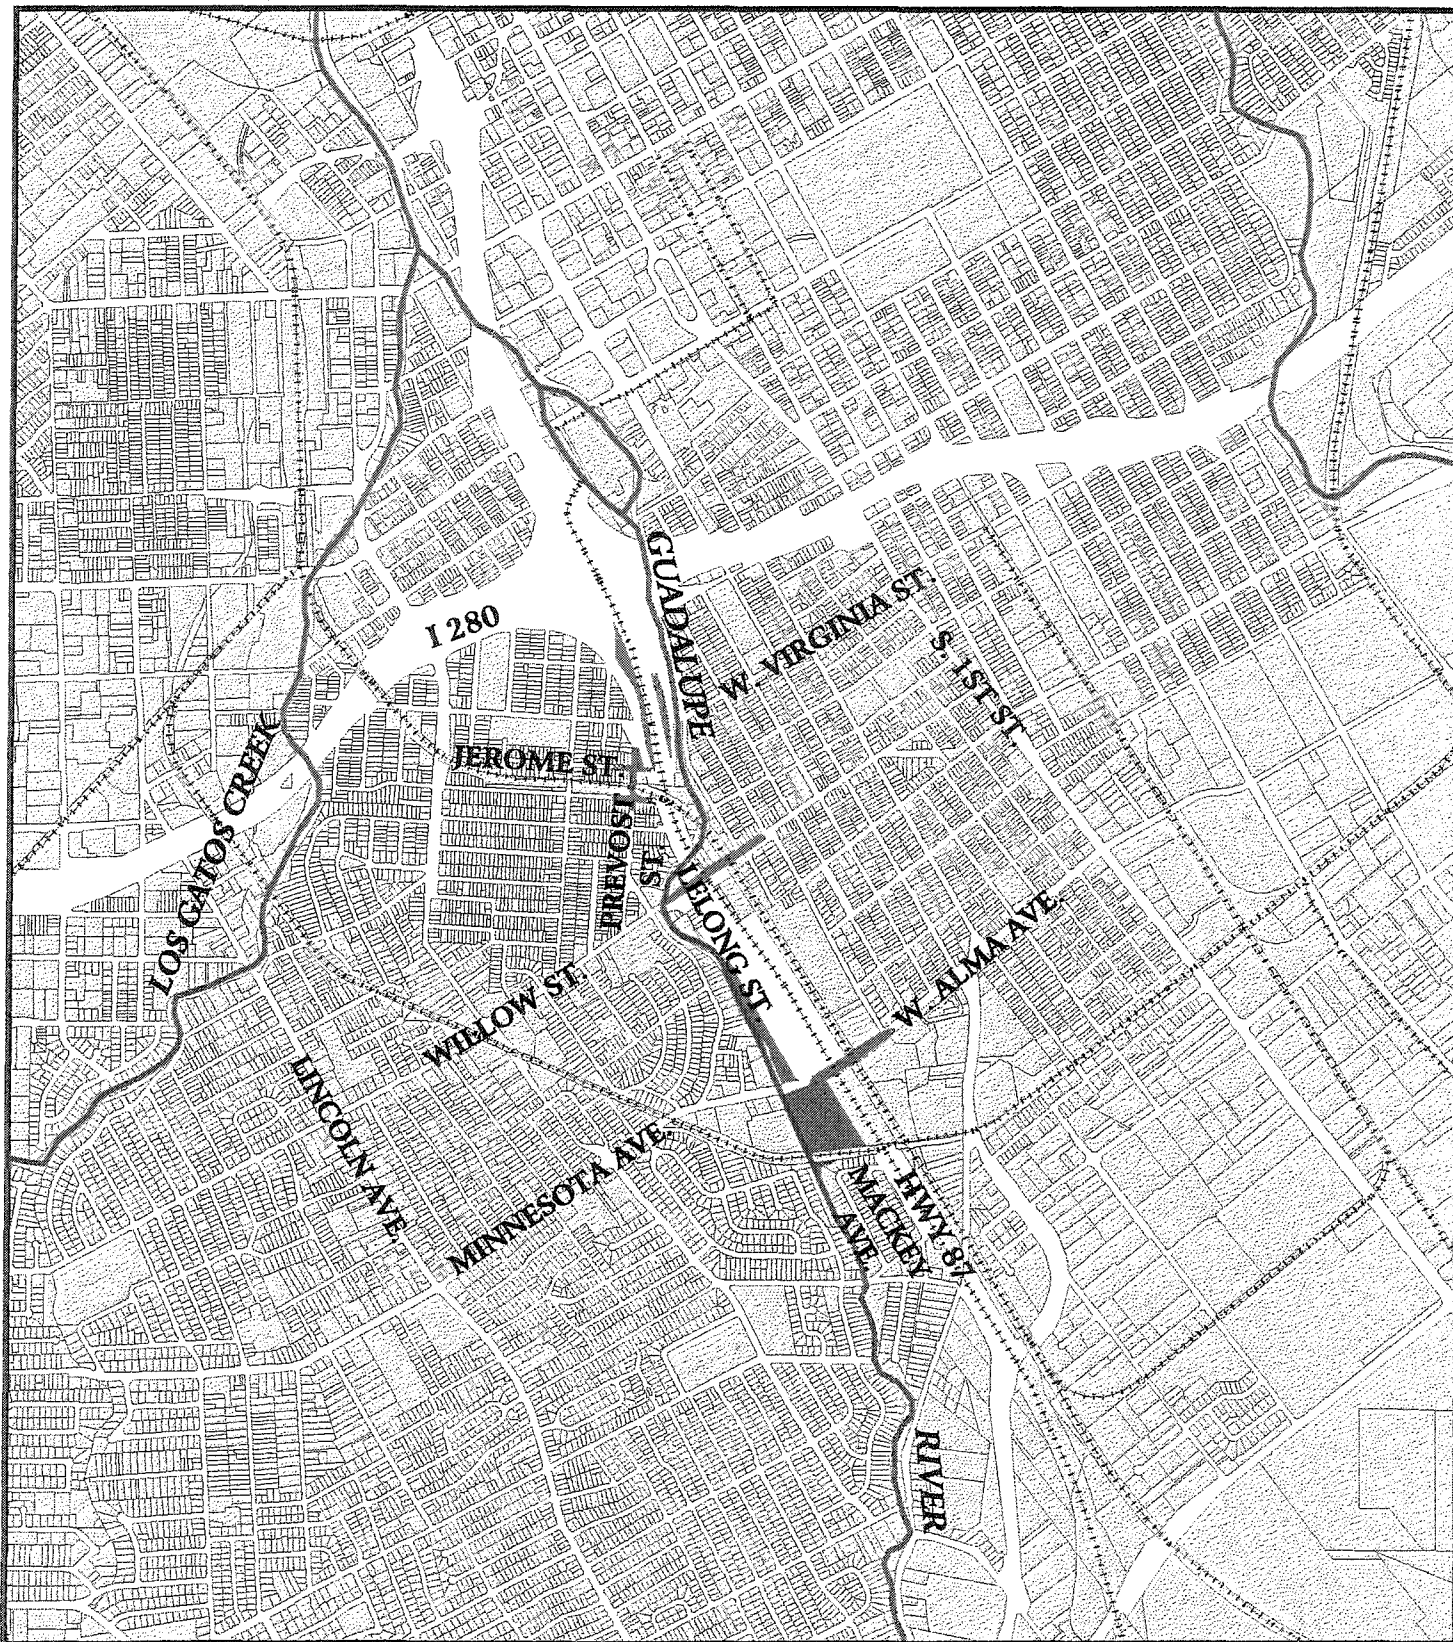 GUADALUPE
I 280
W. VIRGINIA ST.
S. 1ST ST
JEROME ST.
LOS GATOS CREEK
PREVOST
ST.
LELONG ST
W. ALMA AVE.
WILLOW ST.
LINCOLN AVE.
MINNESOTA AVE.
MACKEY
AVE.
HWY. 87
RIVER